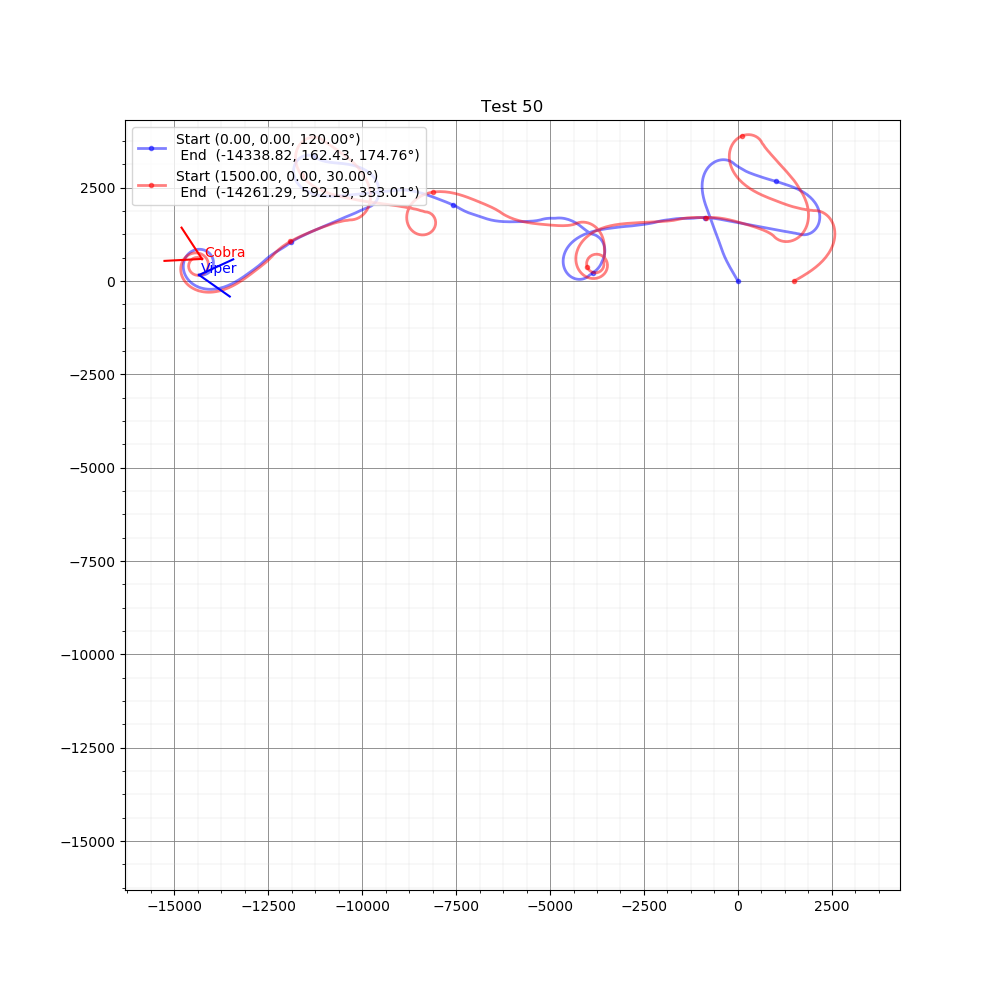 Test 50
Start (0.00, 0.00, 120.00°)
End (-14338.82, 162.43, 174.76°)
Start (1500.00, 0.00, 30.00°)
End (-14261.29, 592.19, 333.01°)
2500
Cobra
Viper
0
−2500
−5000
−7500
−10000
−12500
−15000
−15000 −12500 −10000 −7500 −5000 −2500 0 2500